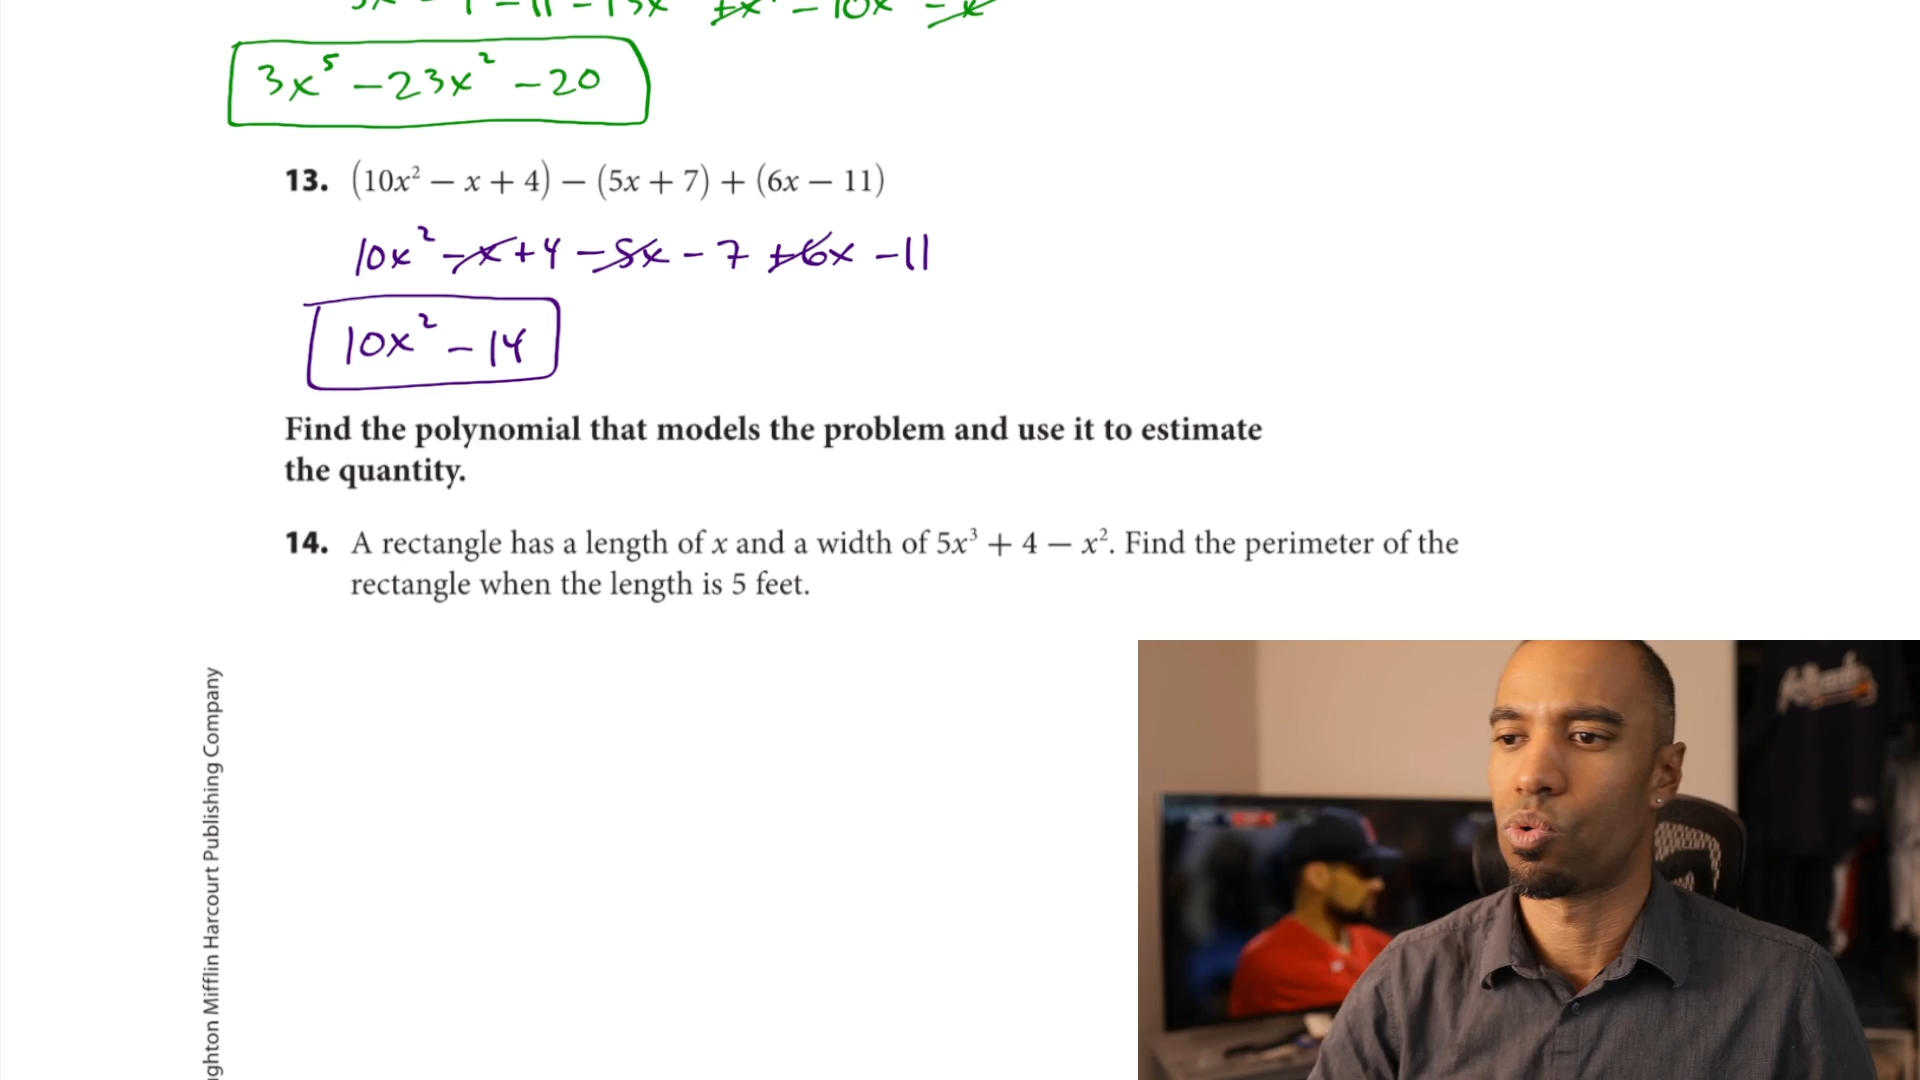 3x⁵ – 23x² – 20
13. (10x² – x + 4) – (5x + 7) + (6x – 11)
10x² – x + 4 – 5x – 7 + 6x – 11
10x² – 14
Find the polynomial that models the problem and use it to estimate
the quantity.
14. A rectangle has a length of x and a width of 5x³ + 4 – x². Find the perimeter of the
rectangle when the length is 5 feet.
ughton Mifflin Harcourt Publishing Company